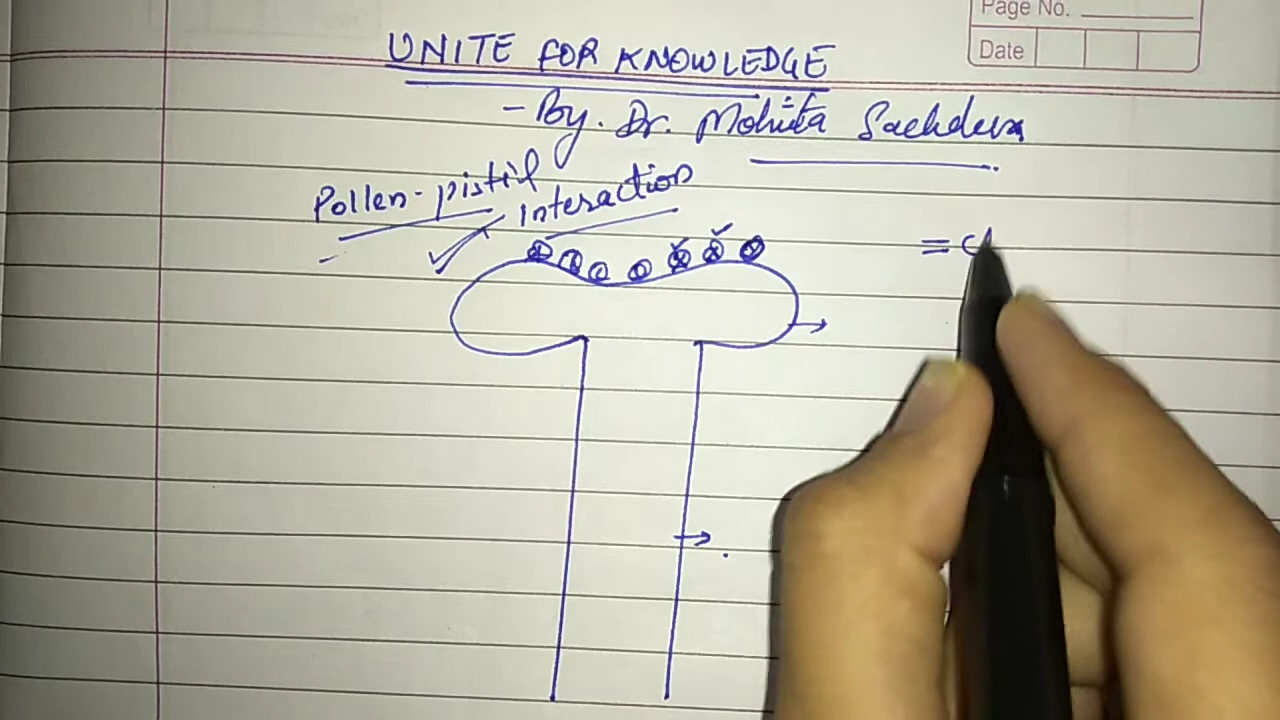 Page No.
Date
UNITE FOR KNOWLEDGE
- By. Dr. Mohita Sachdeva
Pollen-pistil
interaction
=